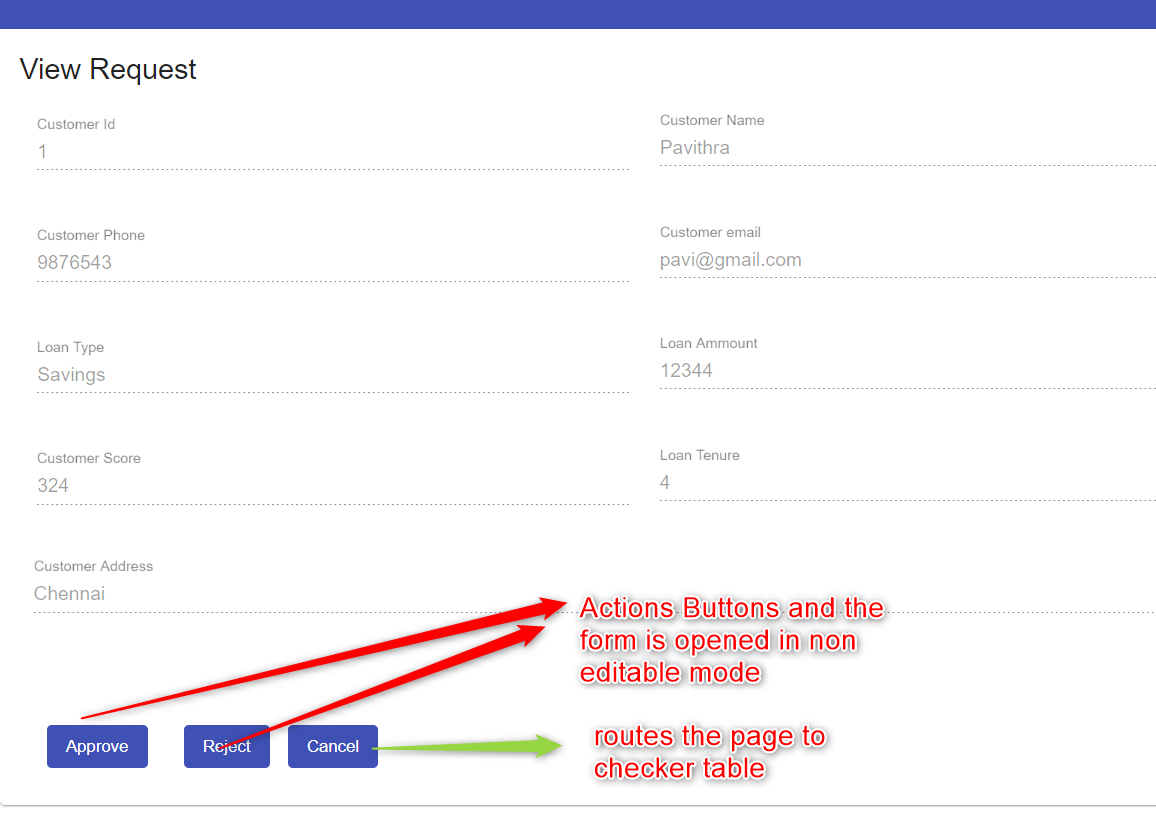 View Request
Customer Id
1
Customer Name
Pavithra
Customer Phone
9876543
Customer email
pavi@gmail.com
Loan Type
Savings
Loan Ammount
12344
Customer Score
324
Loan Tenure
4
Customer Address
Chennai
Actions Buttons and the
form is opened in non
editable mode
Approve
Reject
Cancel
routes the page to
checker table